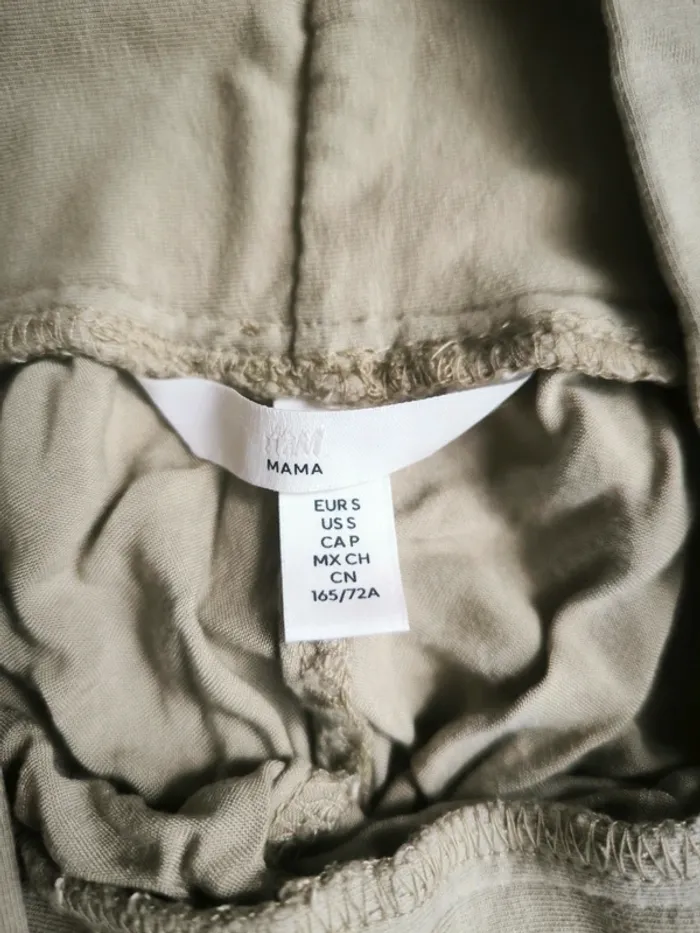 H&M
MAMA
EUR S
US S
CA P
MX CH
CN
165/72A